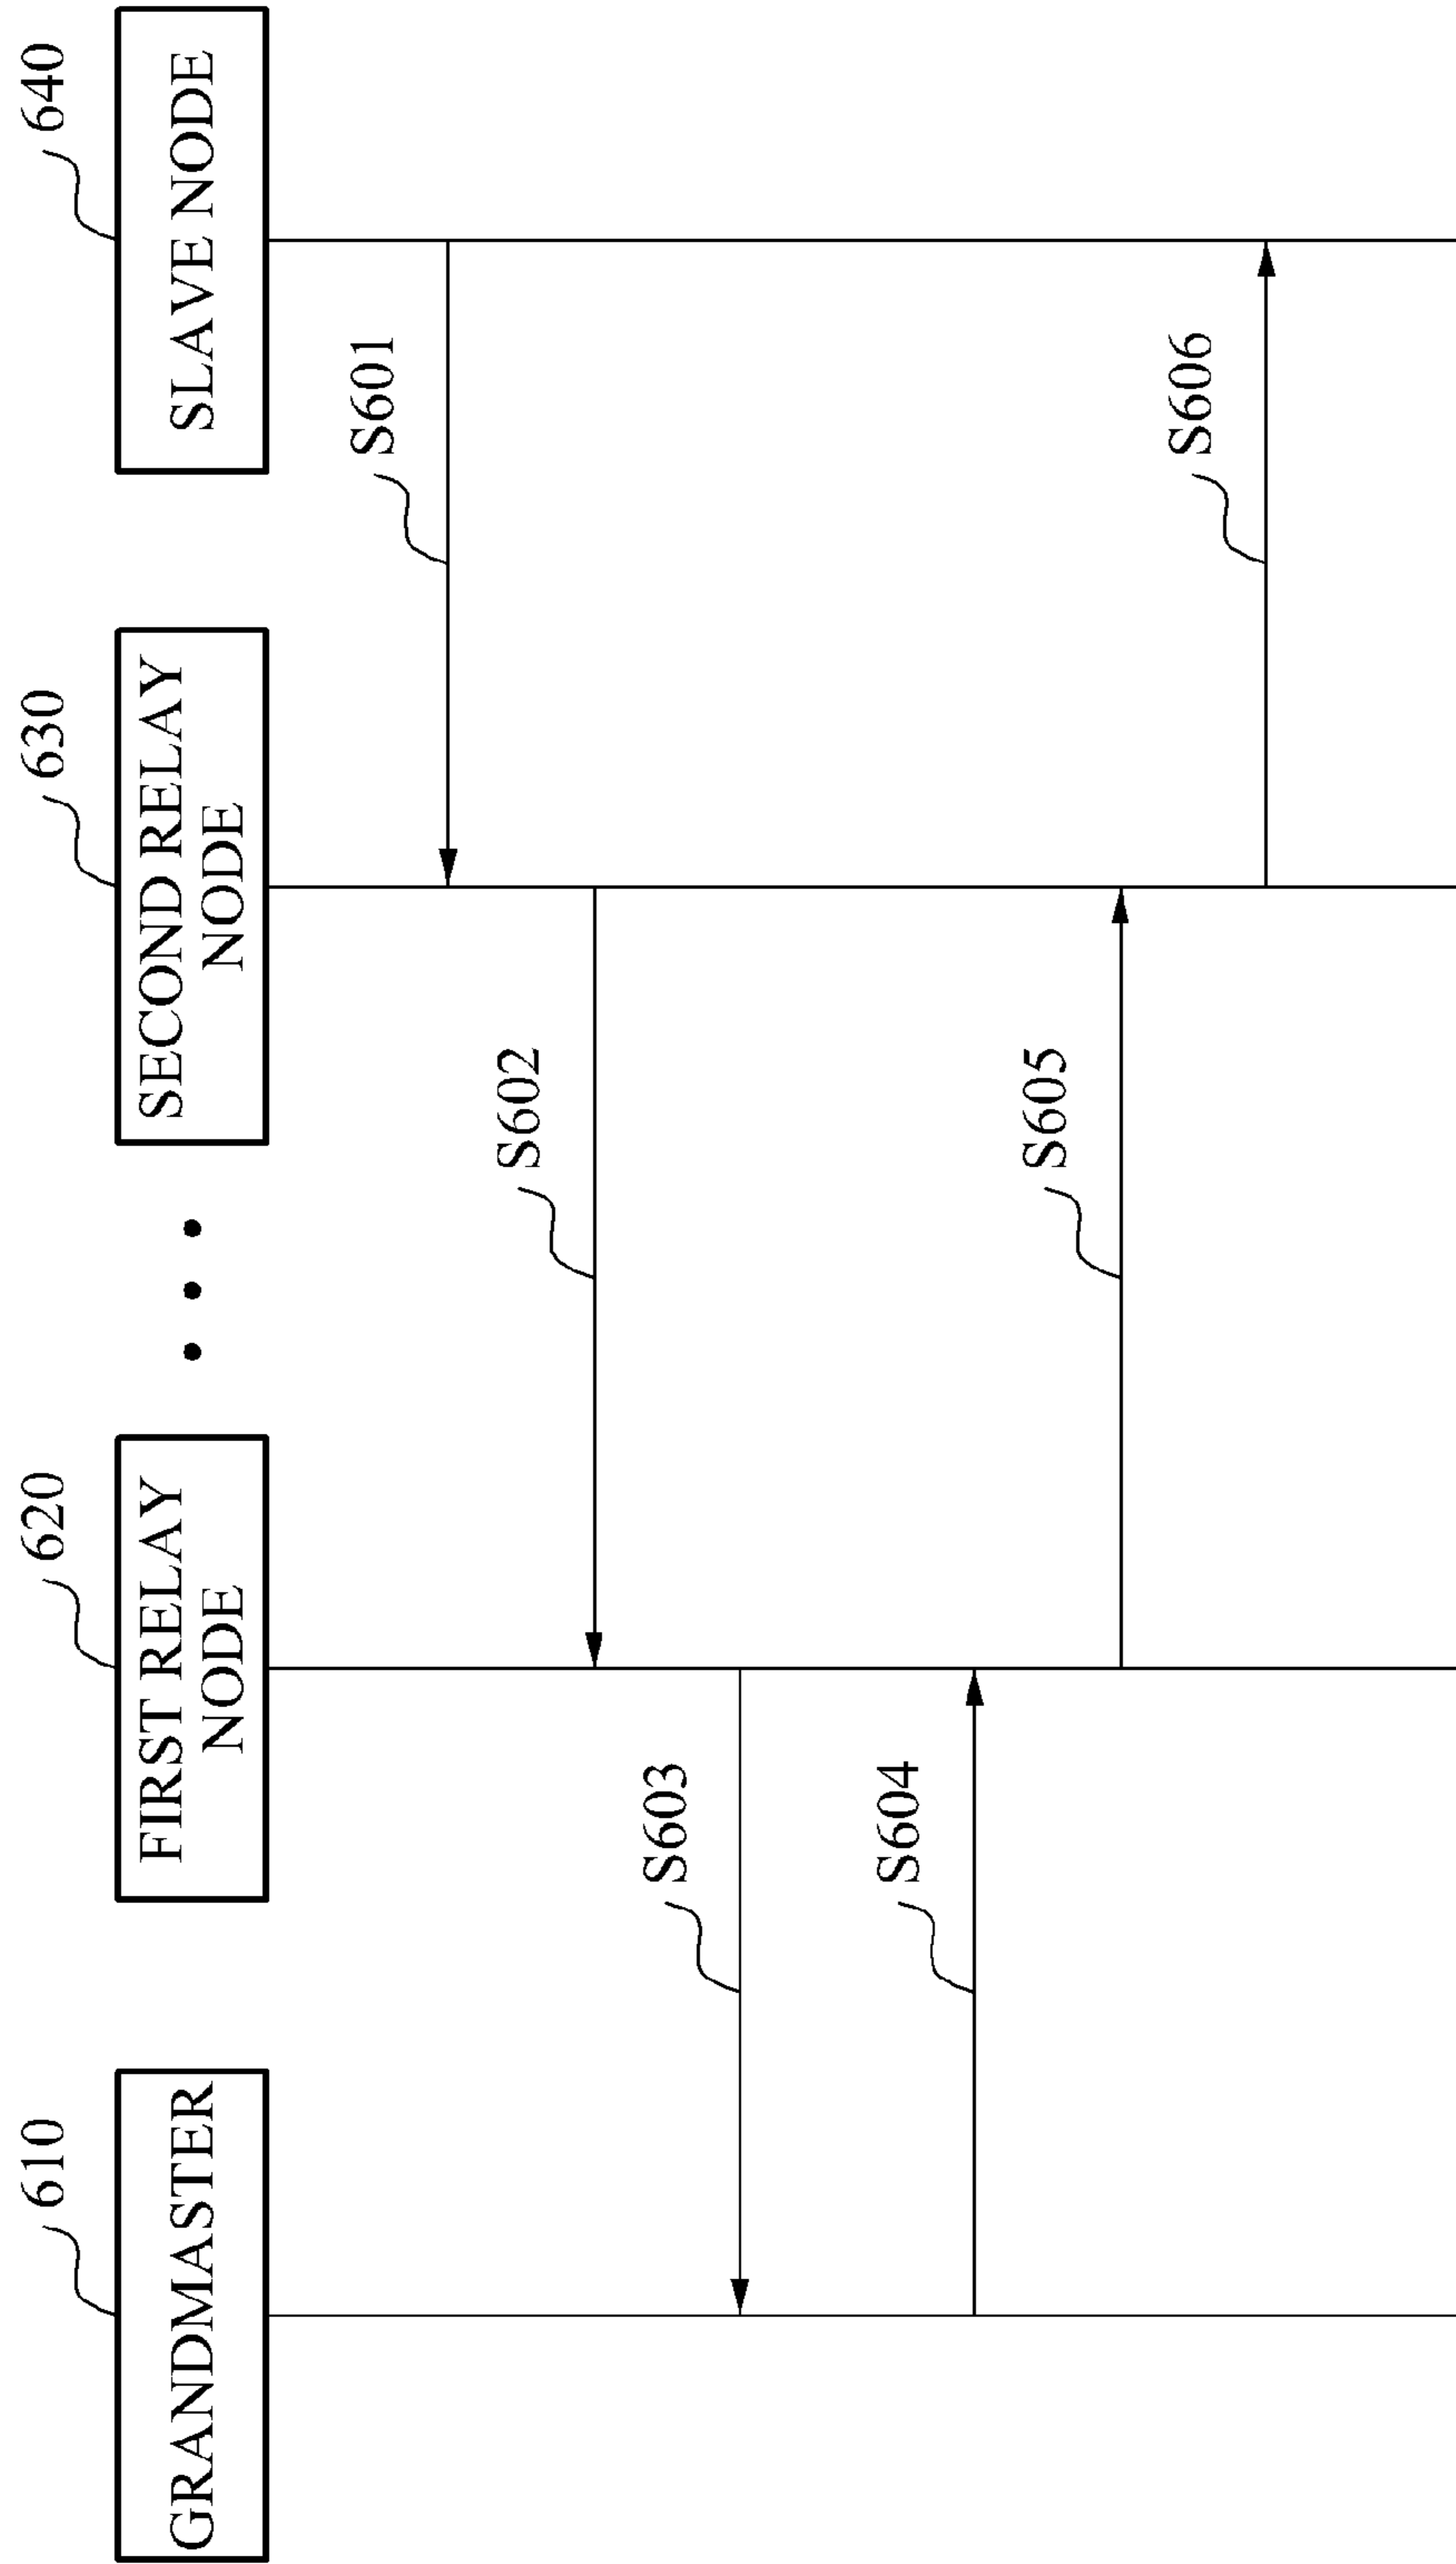 610
620
630
640
GRANDMASTER
FIRST RELAY
NODE
SECOND RELAY
NODE
SLAVE NODE
S601
S602
S603
S604
S605
S606